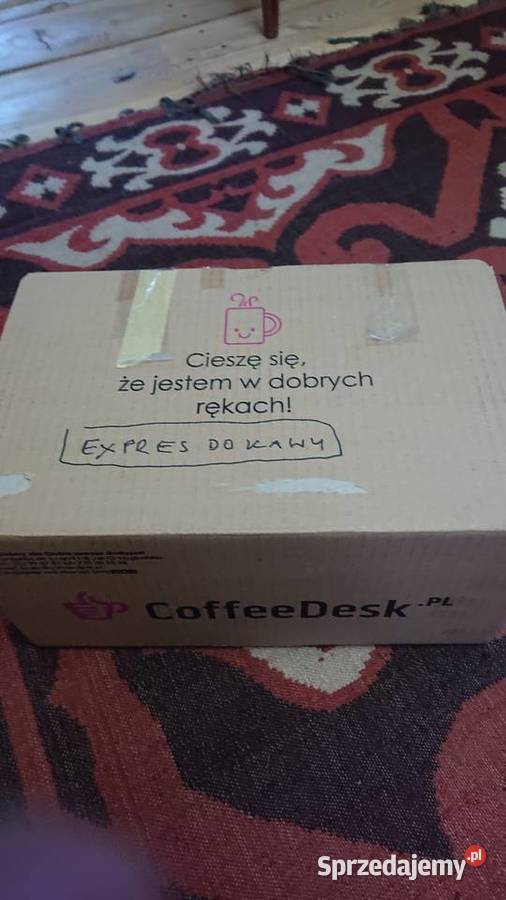 Cieszę się,
że jestem w dobrych
rękach!
EXPRES DO KAWY
CoffeeDesk.PL
Sprzedajemy.pl